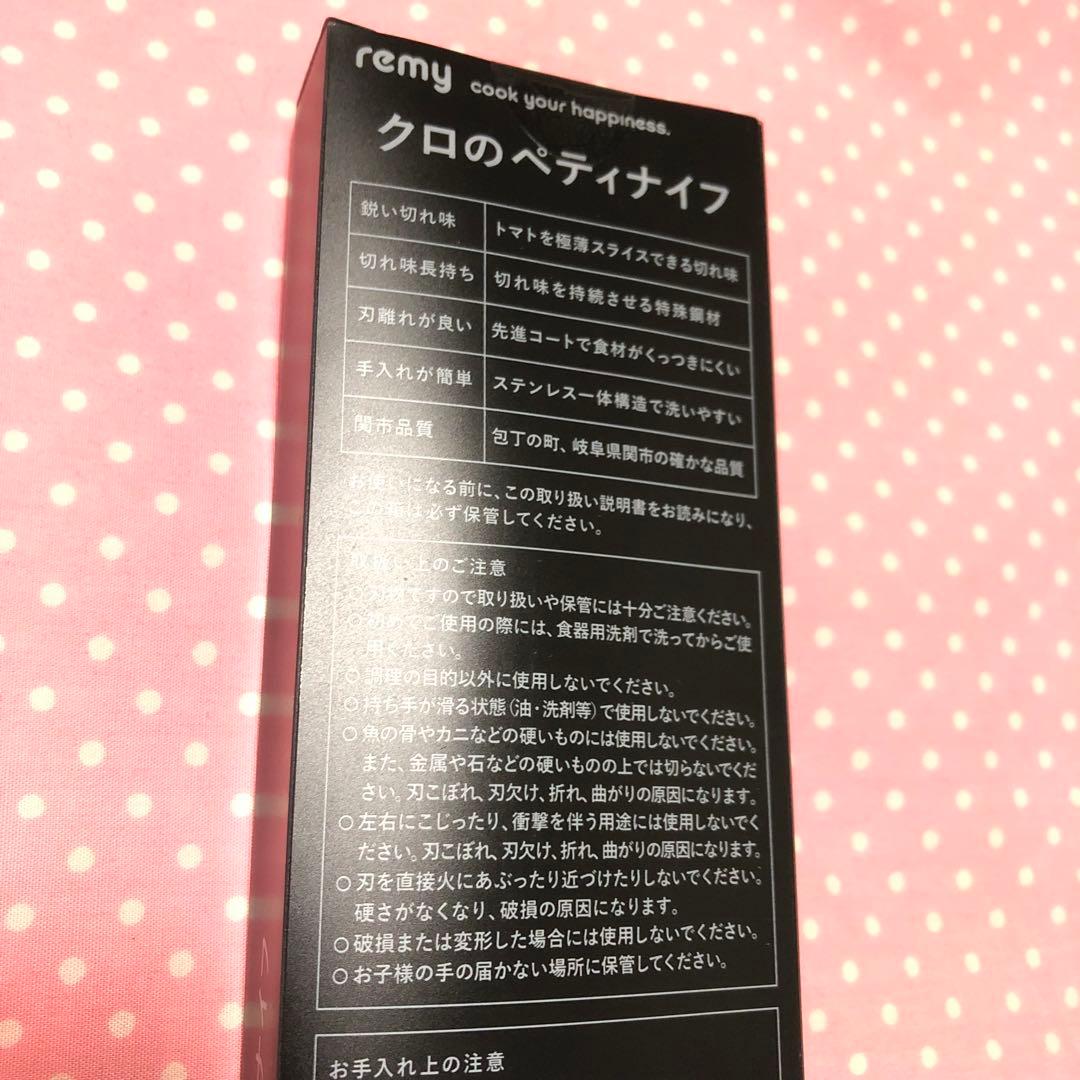 remy cook your happiness.
クロのペティナイフ
鋭い切れ味 トマトを極薄スライスできる切れ味
切れ味長持ち 切れ味を持続させる特殊鋼材
刃離れが良い 先進コートで食材がくっつきにくい
手入れが簡単 ステンレス一体構造で洗いやすい
関市品質 包丁の町、岐阜県関市の確かな品質
お使いになる前に、この取り扱い説明書をお読みになり、
箱は必ず保管してください。
取扱い上のご注意
○刃物ですので取り扱いや保管には十分ご注意ください。
○初めてご使用の際には、食器用洗剤で洗ってからご使
用ください。
○調理の目的以外に使用しないでください。
○持ち手が滑る状態（油・洗剤等）で使用しないでください。
○魚の骨やカニなどの硬いものには使用しないでください。
また、金属や石などの硬いものの上では切らないでくだ
さい。刃こぼれ、刃欠け、折れ、曲がりの原因になります。
○左右にこじったり、衝撃を伴う用途には使用しないでく
ださい。刃こぼれ、刃欠け、折れ、曲がりの原因になります。
○刃を直接火にあぶったり近づけたりしないでください。
硬さがなくなり、破損の原因になります。
○破損または変形した場合には使用しないでください。
○お子様の手の届かない場所に保管してください。
お手入れ上の注意